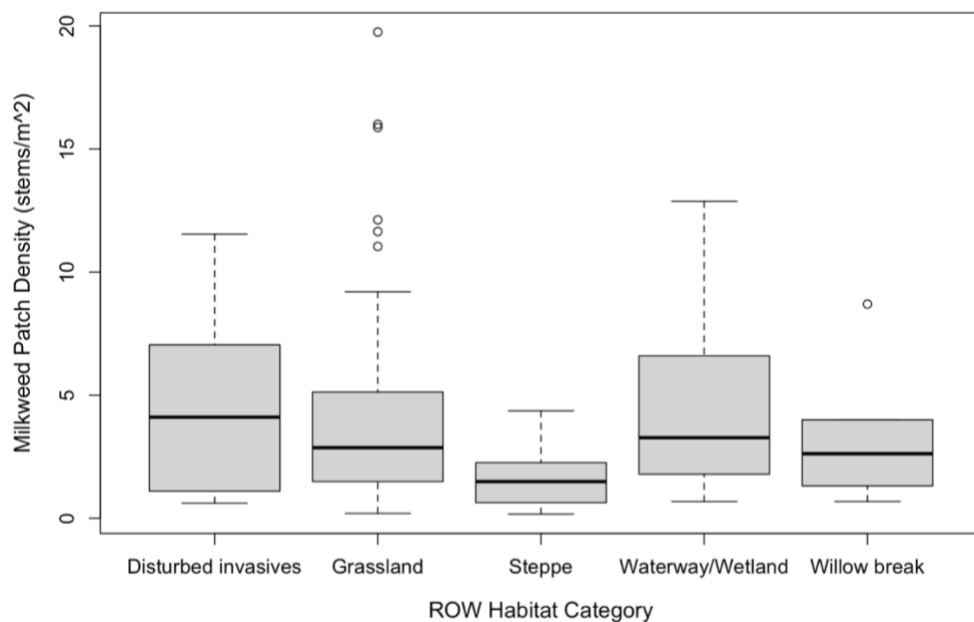 20
15
10
5
0
Milkweed Patch Density (stems/m^2)
Disturbed invasives Grassland Steppe Waterway/Wetland Willow break
ROW Habitat Category